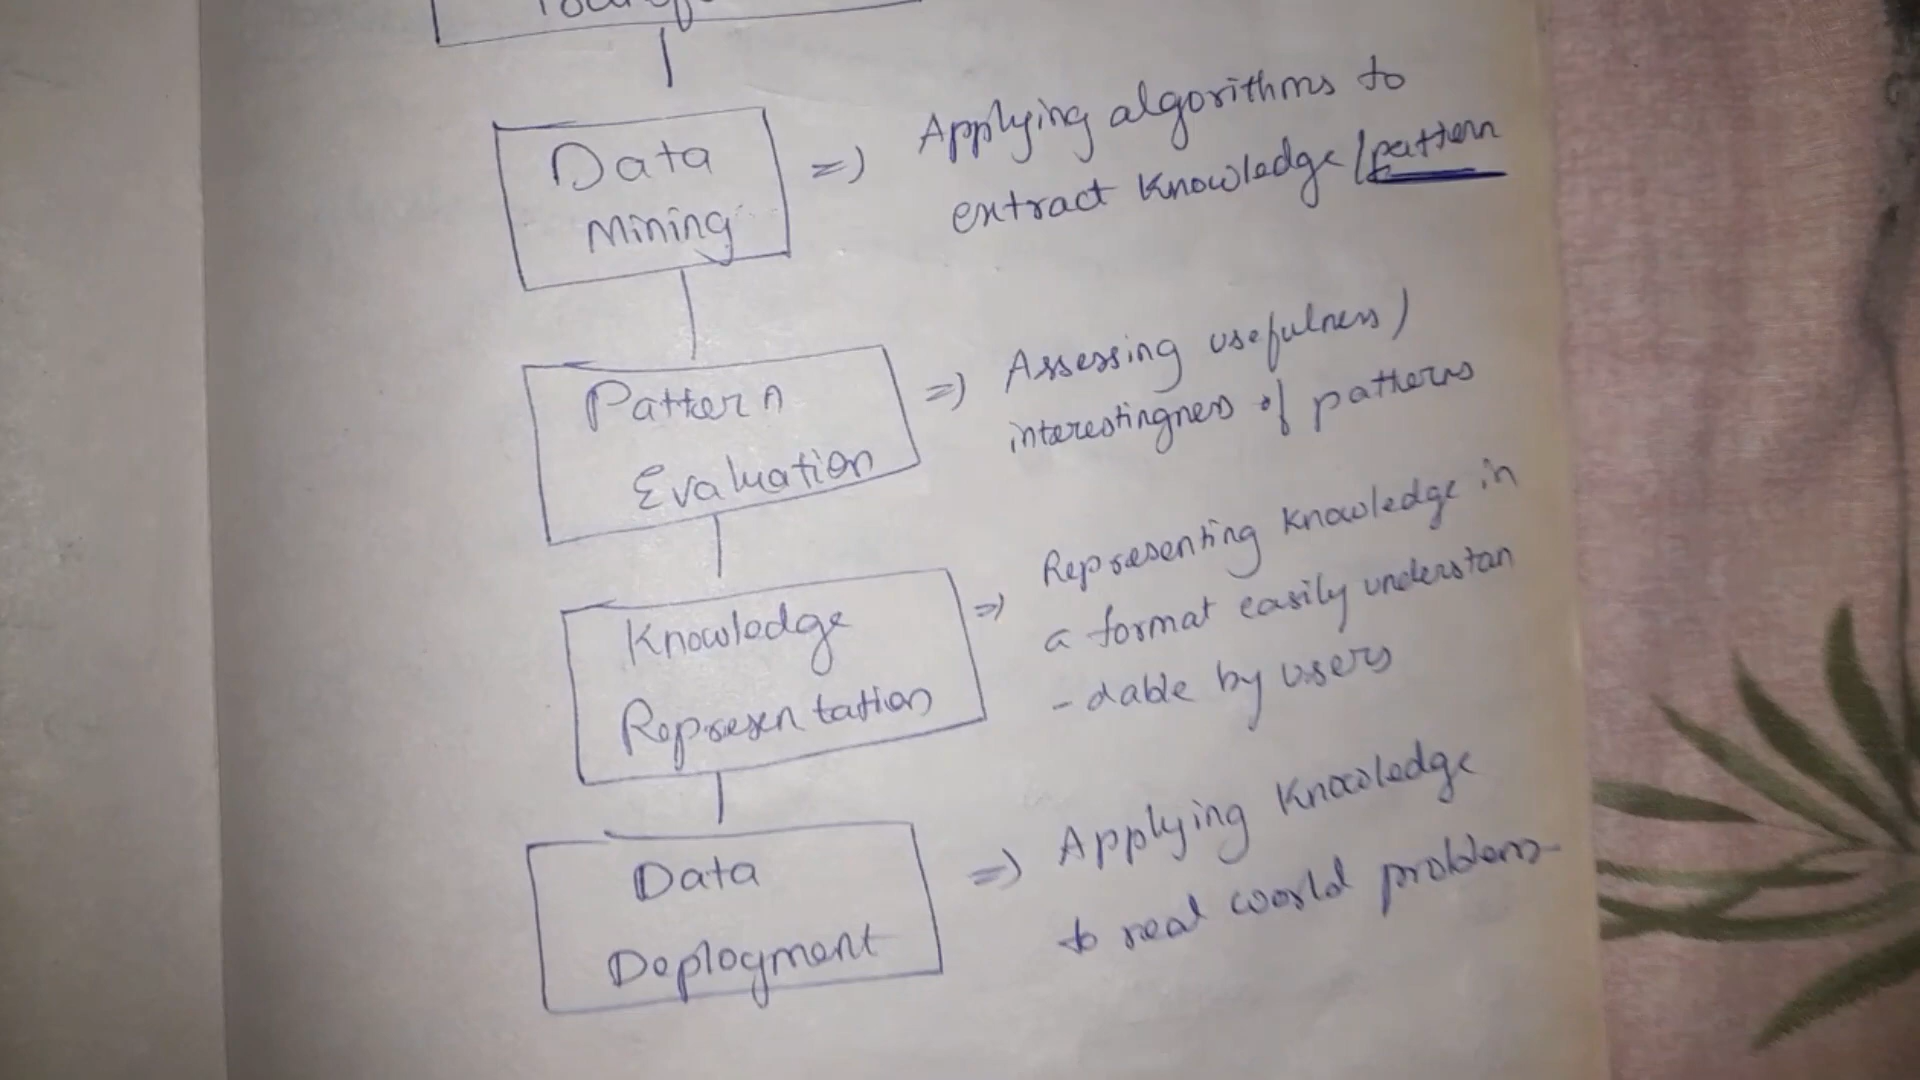 Data
Mining
=> Applying algorithms to
extract knowledge/pattern
Pattern
Evaluation
=> Assessing usefulness/
interestingness of patterns
Knowledge
Representation
=> Representing knowledge in
a format easily understan
-dable by users
Data
Deployment
=> Applying knowledge
to real world problems